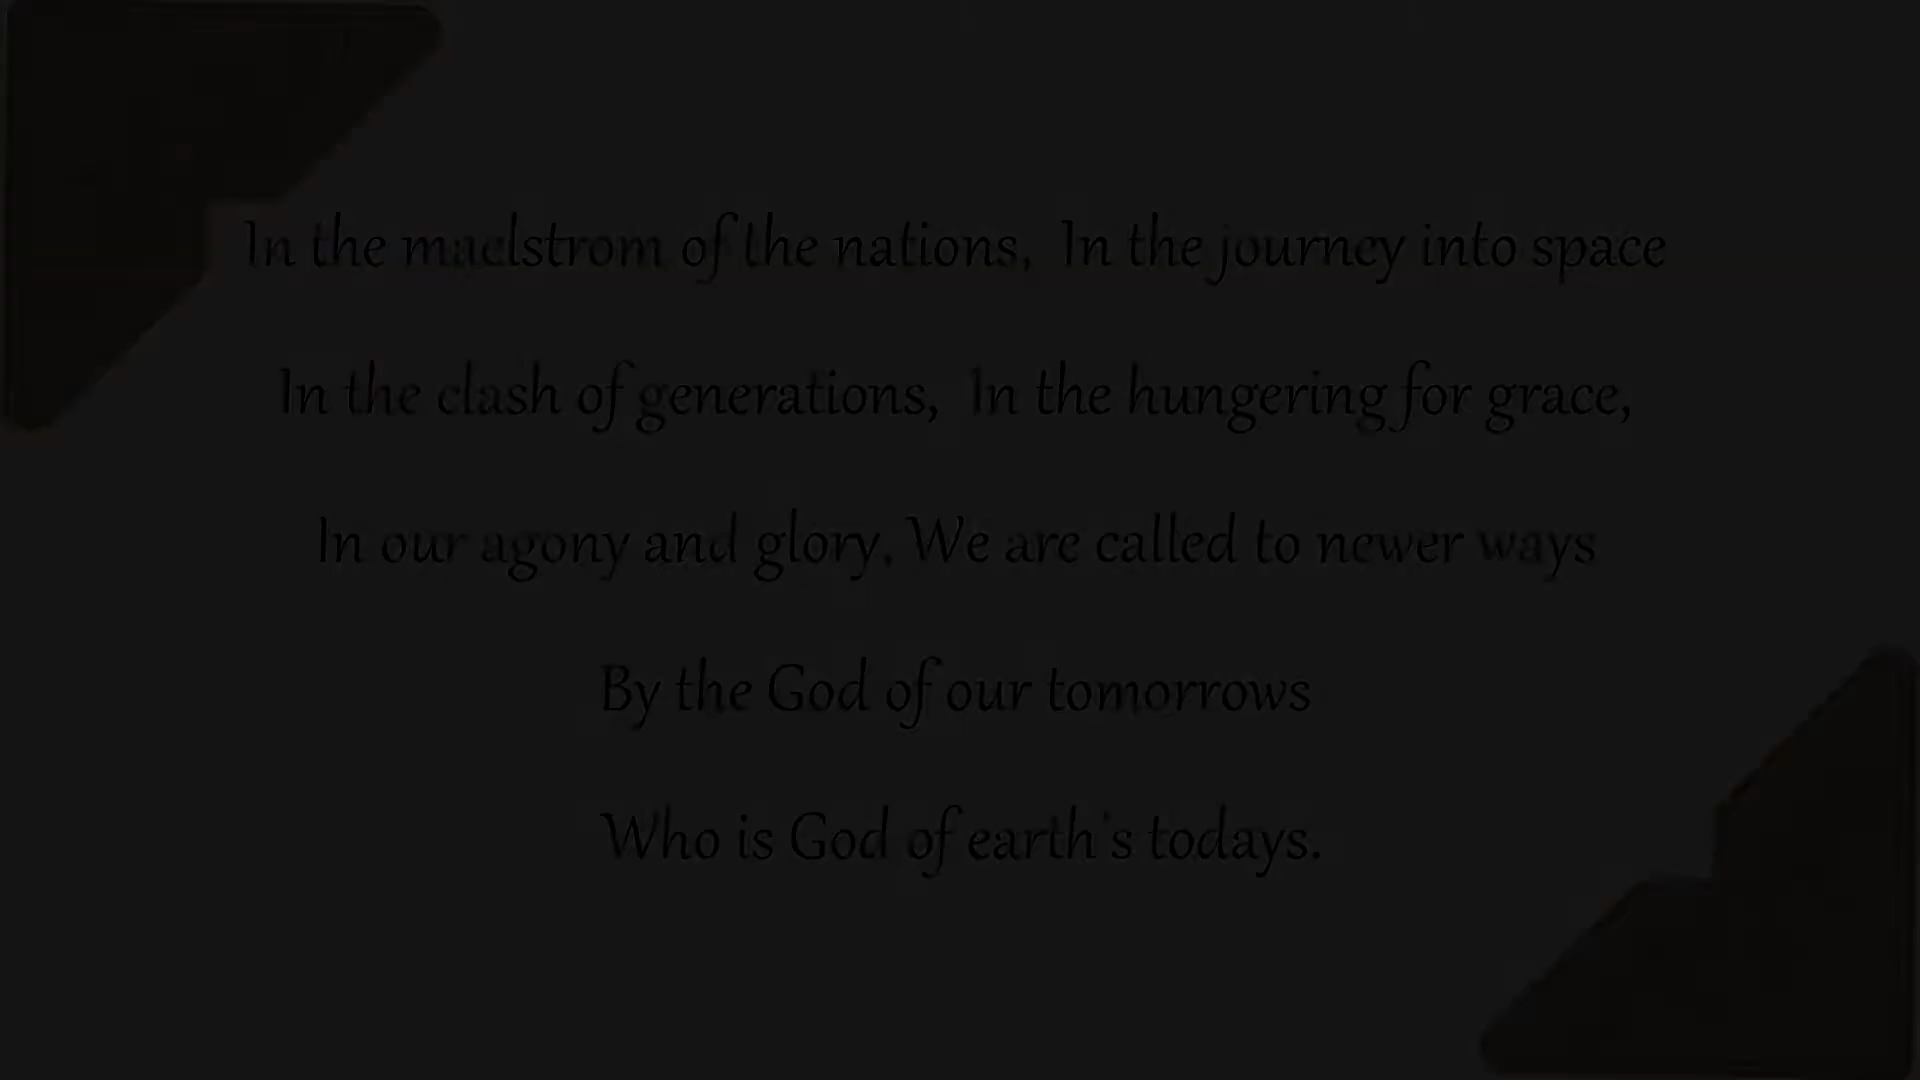 In the maelstrom of the nations, In the journey into space
In the clash of generations, In the hungering for grace,
In our agony and glory, We are called to newer ways
By the God of our tomorrows
Who is God of earth's todays.